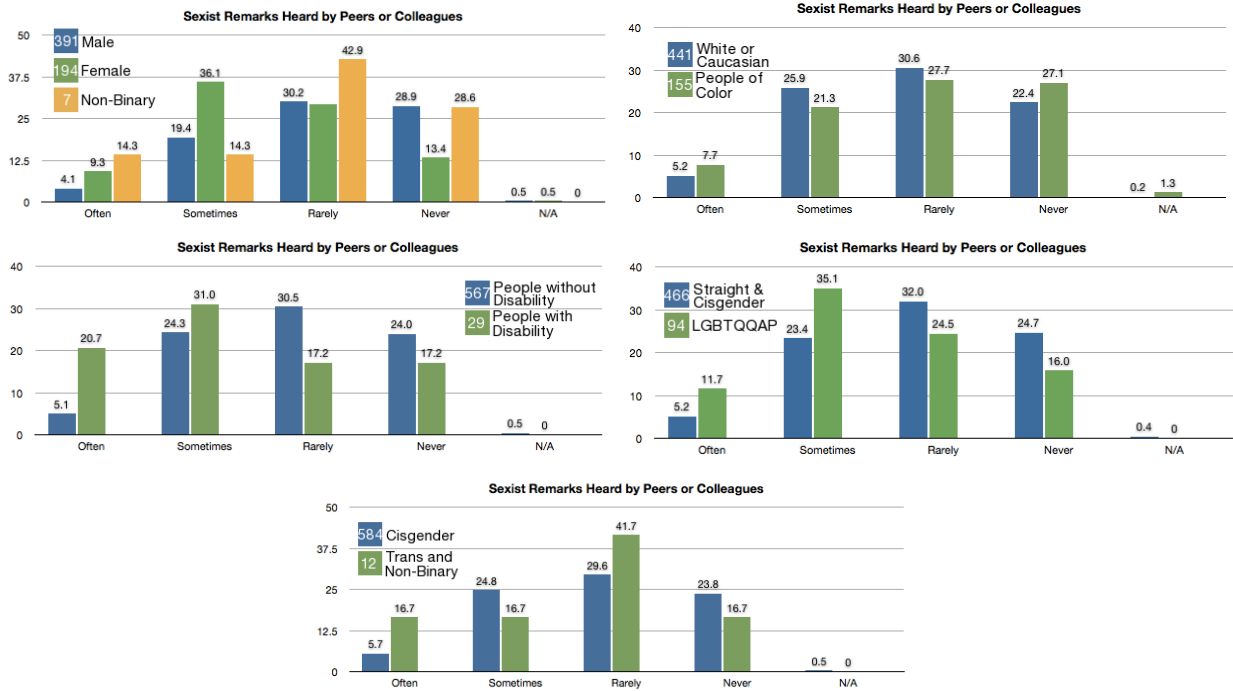 Sexist Remarks Heard by Peers or Colleagues
50
37.5
25
12.5
0
391 Male
194 Female
7 Non-Binary
4.1
9.3
14.3
19.4
36.1
14.3
30.2
42.9
28.9
13.4
28.6
0.5
0.5
0
Often
Sometimes
Rarely
Never
N/A
Sexist Remarks Heard by Peers or Colleagues
40
30
20
10
0
441 White or
Caucasian
155 People of
Color
5.2
7.7
25.9
21.3
30.6
27.7
22.4
27.1
0.2
1.3
Often
Sometimes
Rarely
Never
N/A
Sexist Remarks Heard by Peers or Colleagues
40
30
20
10
0
567 People without
Disability
29 People with
Disability
5.1
20.7
24.3
31.0
30.5
17.2
24.0
17.2
0.5
0
Often
Sometimes
Rarely
Never
N/A
Sexist Remarks Heard by Peers or Colleagues
40
30
20
10
0
466 Straight &
Cisgender
94 LGBTQQAP
5.2
11.7
23.4
35.1
32.0
24.5
24.7
16.0
0.4
0
Often
Sometimes
Rarely
Never
N/A
Sexist Remarks Heard by Peers or Colleagues
50
37.5
25
12.5
0
584 Cisgender
12 Trans and
Non-Binary
5.7
16.7
24.8
16.7
29.6
41.7
23.8
16.7
0.5
0
Often
Sometimes
Rarely
Never
N/A